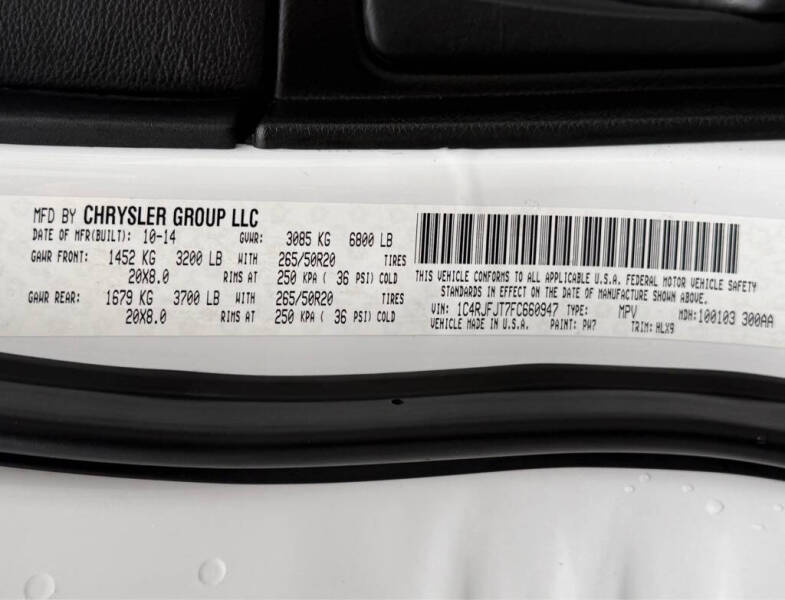 MFD BY CHRYSLER GROUP LLC
DATE OF MFR(BUILT): 10-14 GVWR: 3085 KG 6800 LB
GAWR FRONT: 1452 KG 3200 LB WITH 265/50R20 TIRES
20X8.0 RIMS AT 250 KPA ( 36 PSI) COLD
GAWR REAR: 1679 KG 3700 LB WITH 265/50R20 TIRES
20X8.0 RIMS AT 250 KPA ( 36 PSI) COLD
THIS VEHICLE CONFORMS TO ALL APPLICABLE U.S.A. FEDERAL MOTOR VEHICLE SAFETY
STANDARDS IN EFFECT ON THE DATE OF MANUFACTURE SHOWN ABOVE.
VIN: 1C4RJFJT7FC660947 TYPE: MPV MDH:100103 300AA
VEHICLE MADE IN U.S.A. PAINT: PW7 TRIM: HLX9